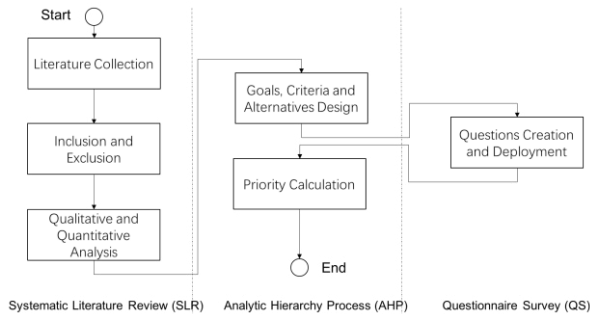 Start
Literature Collection
Inclusion and
Exclusion
Qualitative and
Quantitative
Analysis
Goals, Criteria and
Alternatives Design
Questions Creation
and Deployment
Priority Calculation
End
Systematic Literature Review (SLR)
Analytic Hierarchy Process (AHP)
Questionnaire Survey (QS)